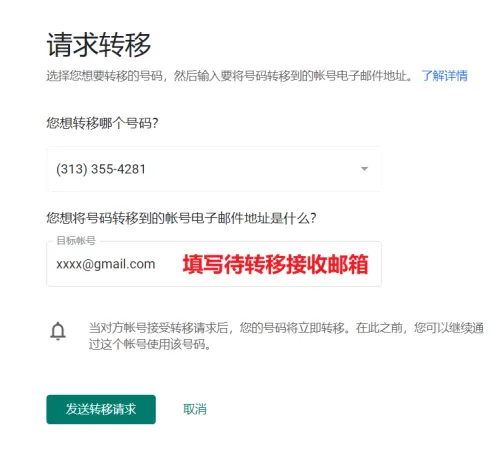 请求转移
选择您想要转移的号码，然后输入要将号码转移到的帐号电子邮件地址。 了解详情
您想转移哪个号码？
(313) 355-4281
您想将号码转移到的帐号电子邮件地址是什么？
目标帐号
xxxx@gmail.com 填写待转移接收邮箱
当对方帐号接受转移请求后，您的号码将立即转移。在此之前，您可以继续通
过这个帐号使用该号码。
发送转移请求 取消